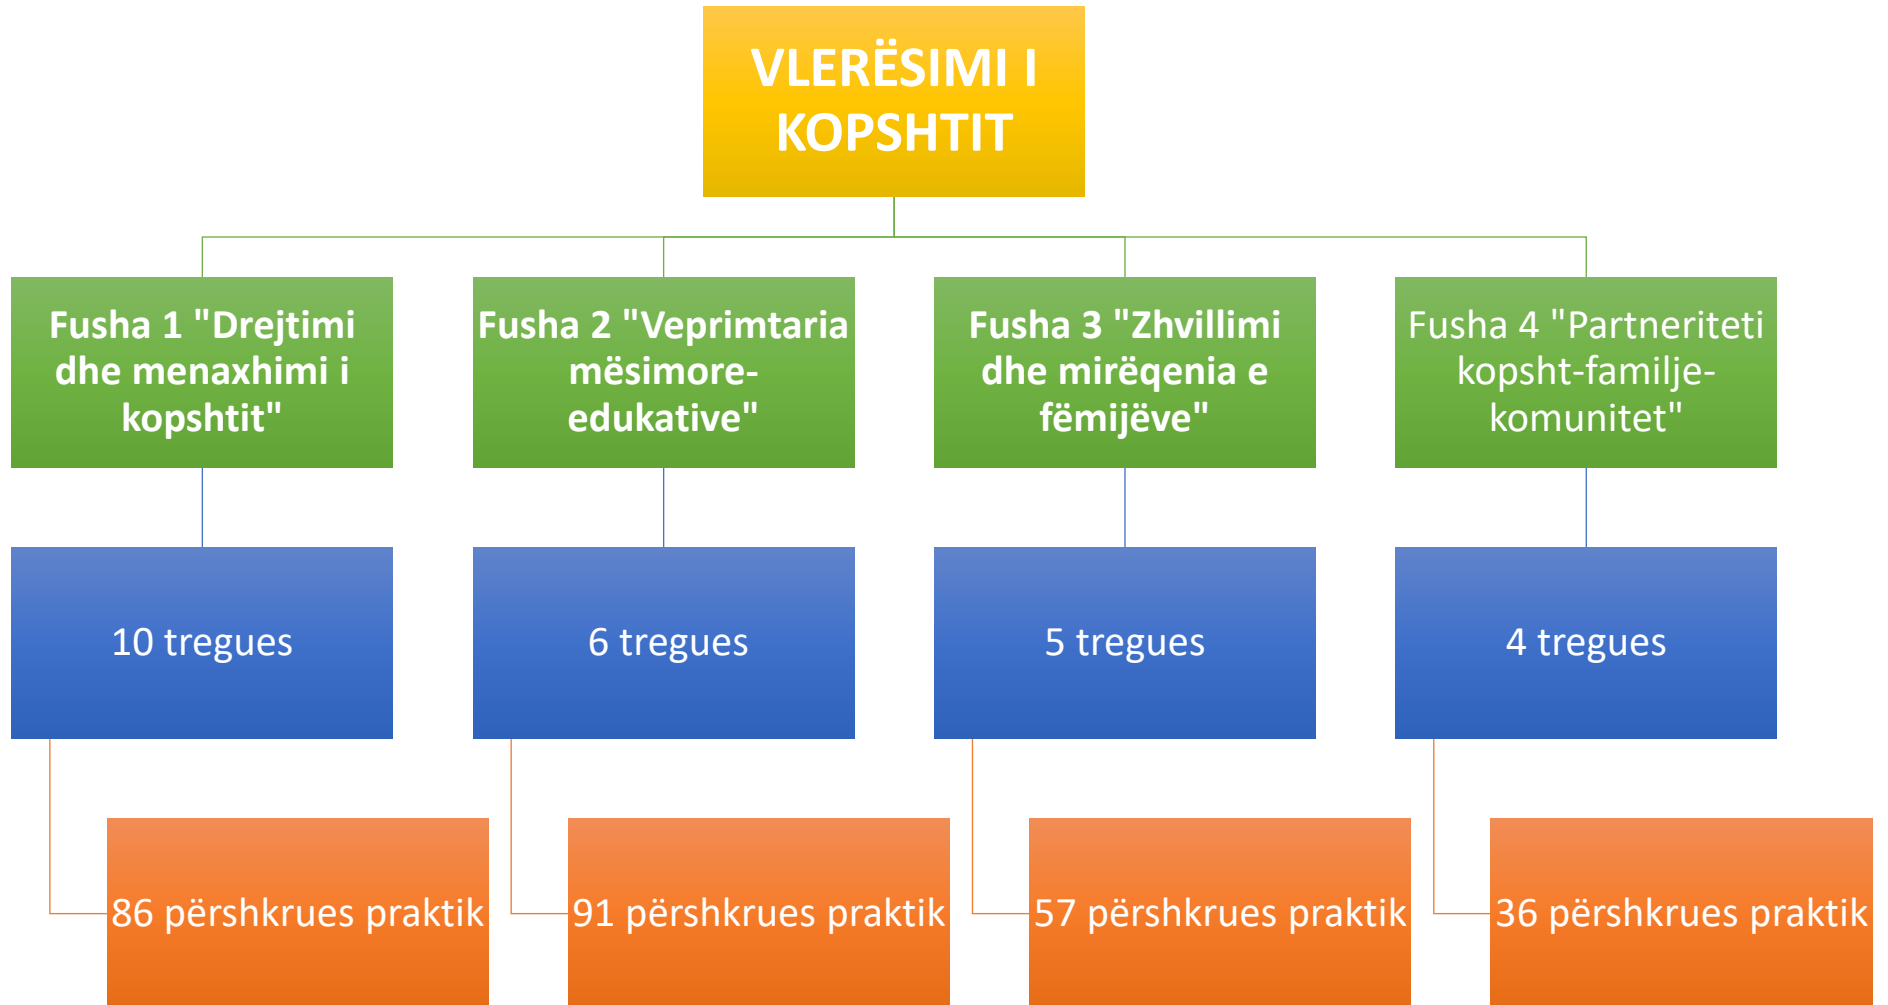 VLERËSIMI I
KOPSHTIT
Fusha 1 "Drejtimi
dhe menaxhimi i
kopshtit"
Fusha 2 "Veprimtaria
mësimore-
edukative"
Fusha 3 "Zhvillimi
dhe mirëqenia e
fëmijëve"
Fusha 4 "Partneriteti
kopsht-familje-
komunitet"
10 tregues
6 tregues
5 tregues
4 tregues
86 përshkrues praktik
91 përshkrues praktik
57 përshkrues praktik
36 përshkrues praktik